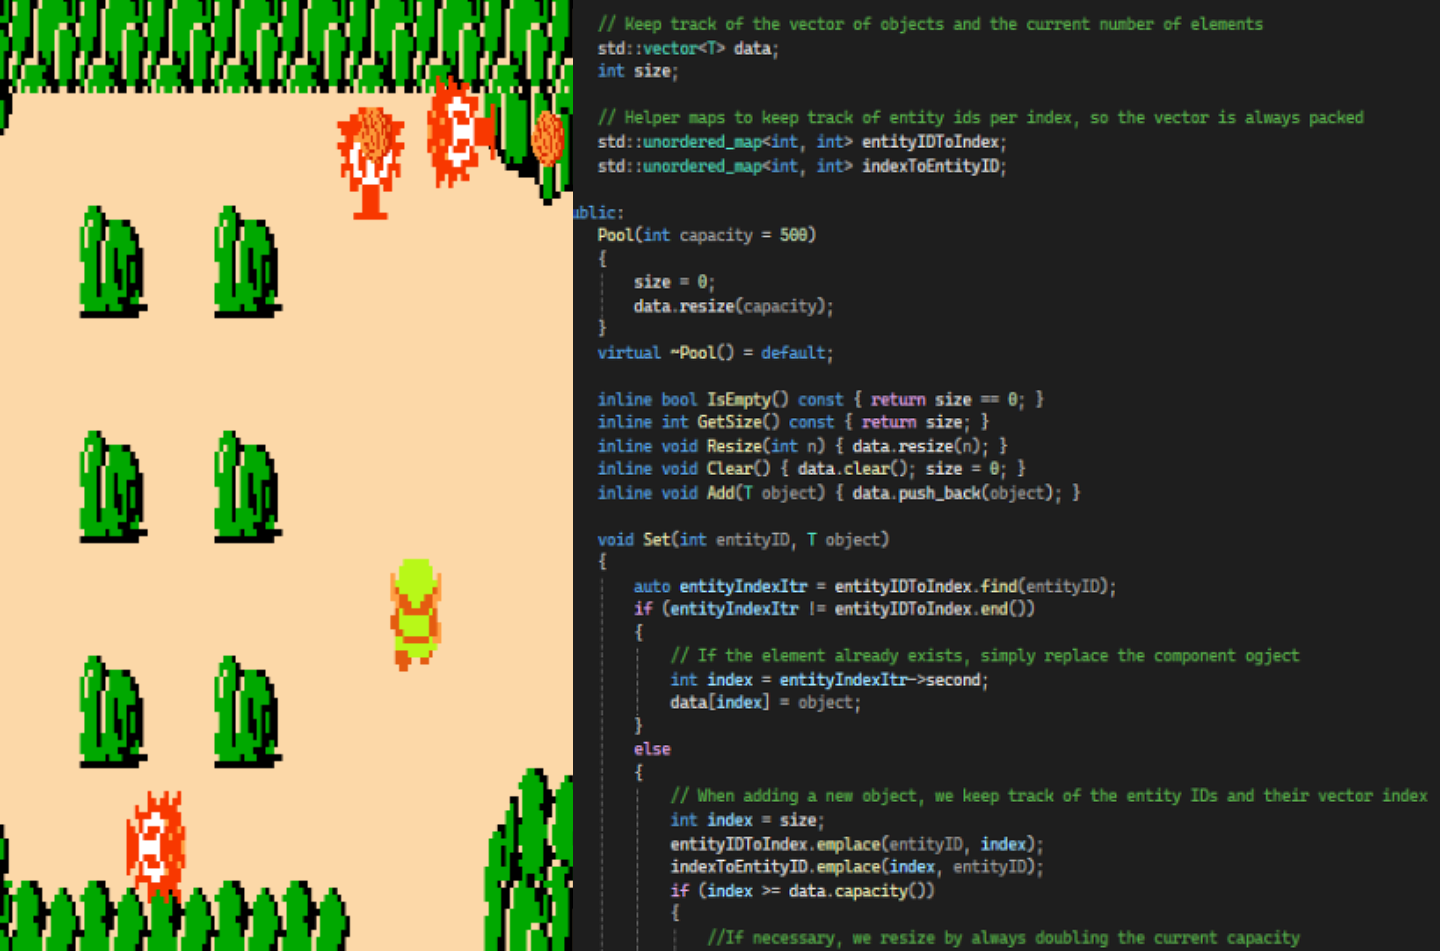 // Keep track of the vector of objects and the current number of elements
std::vector<T> data;
int size;
// Helper maps to keep track of entity ids per index, so the vector is always packed
std::unordered_map<int, int> entityIDToIndex;
std::unordered_map<int, int> indexToEntityID;
ublic:
Pool(int capacity = 500)
{
size = 0;
data.resize(capacity);
}
virtual ~Pool() = default;
inline bool IsEmpty() const { return size == 0; }
inline int GetSize() const { return size; }
inline void Resize(int n) { data.resize(n); }
inline void Clear() { data.clear(); size = 0; }
inline void Add(T object) { data.push_back(object); }
void Set(int entityID, T object)
{
auto entityIndexItr = entityIDToIndex.find(entityID);
if (entityIndexItr != entityIDToIndex.end())
{
// If the element already exists, simply replace the component ogject
int index = entityIndexItr->second;
data[index] = object;
}
else
{
// When adding a new object, we keep track of the entity IDs and their vector index
int index = size;
entityIDToIndex.emplace(entityID, index);
indexToEntityID.emplace(index, entityID);
if (index >= data.capacity())
{
//If necessary, we resize by always doubling the current capacity